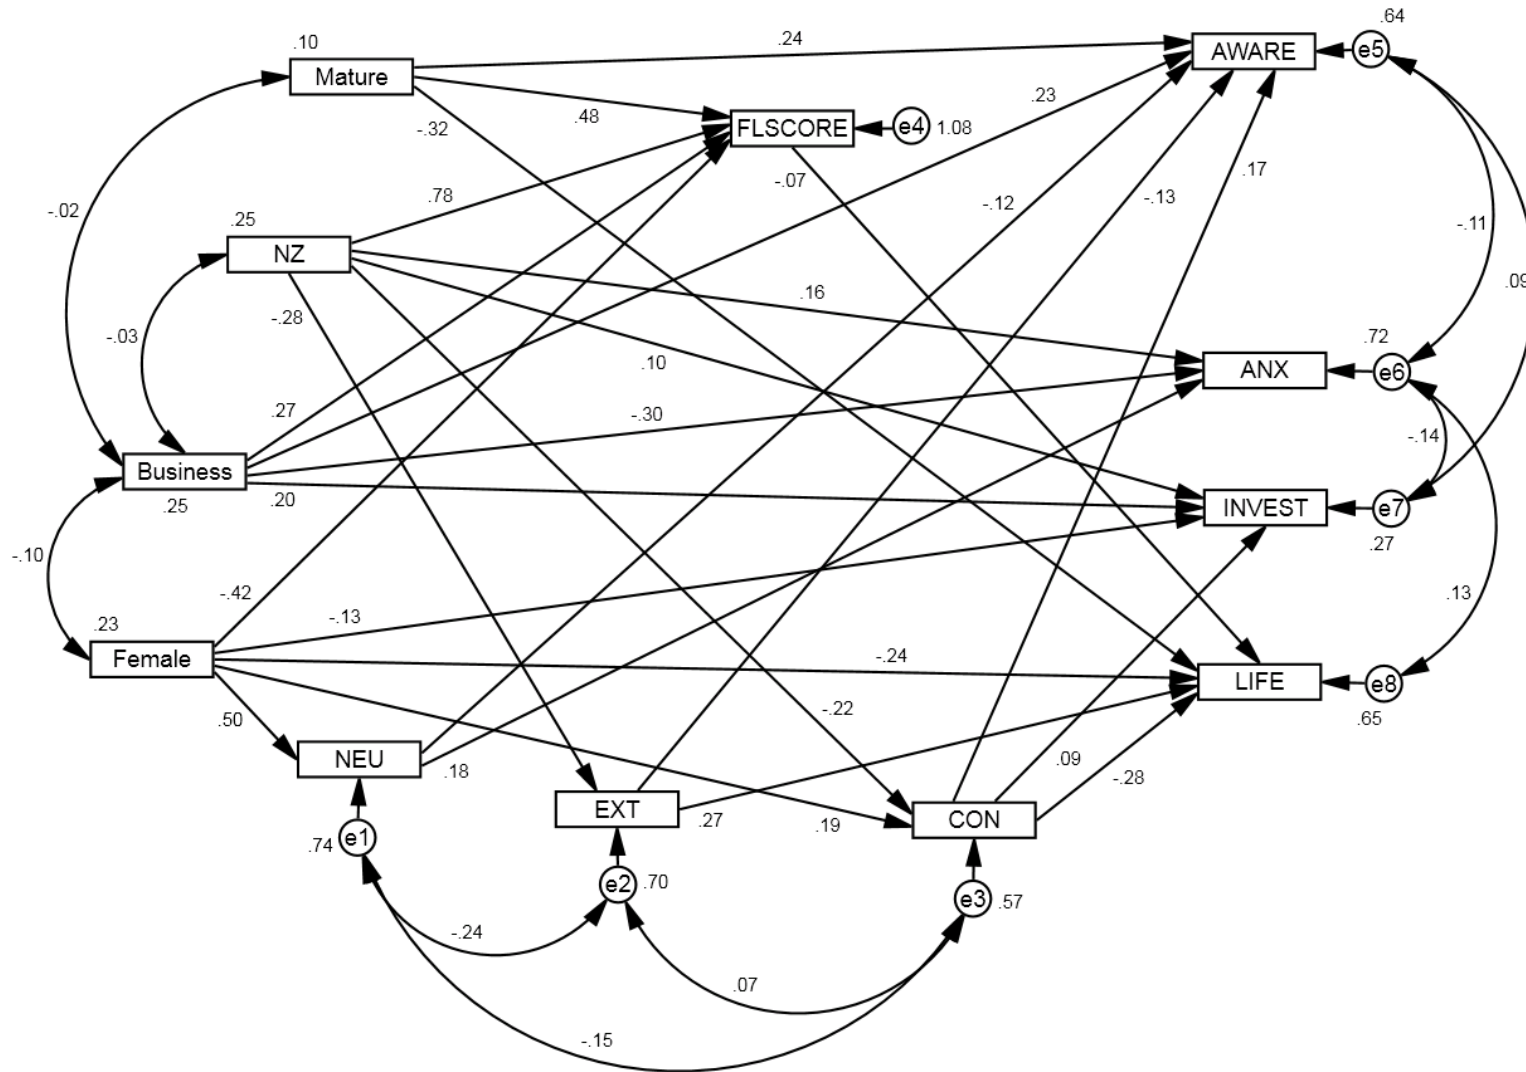 .64
.10
.24
AWARE
e5
Mature
.23
.48
-.32
FLSCORE
e4
1.08
-.07
.17
.78
-.12
-.13
-.02
.25
-.11
NZ
.09
.16
-.28
-.03
.72
.10
ANX
e6
.27
-.30
-.14
Business
.25
.20
INVEST
e7
.27
-.10
-.42
.13
-.13
.23
Female
-.24
LIFE
e8
.50
-.22
.65
NEU
.18
.09
-.28
EXT
.27
.19
CON
.74
e1
e2
.70
e3
.57
-.24
.07
-.15